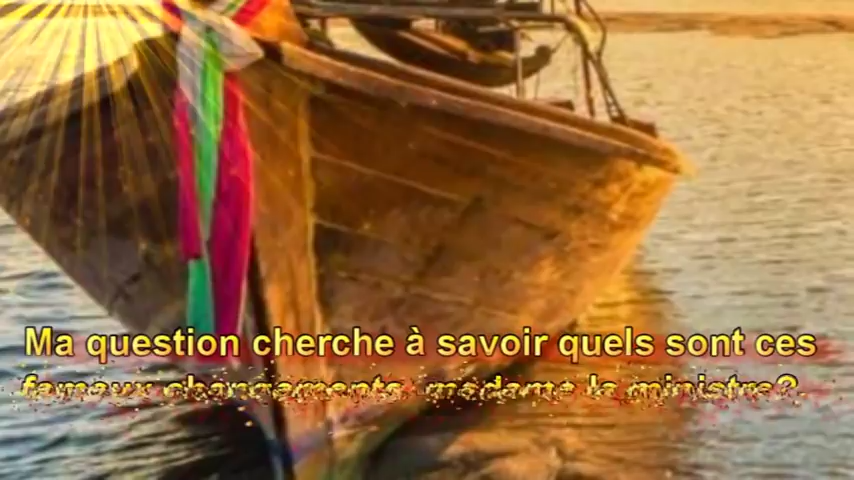 Ma question cherche à savoir quels sont ces
fameux changements, madame la ministre?